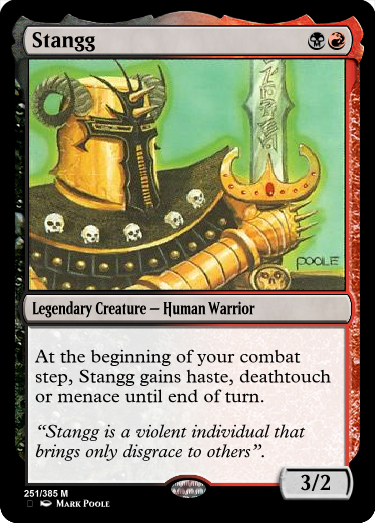 Stangg
POOLE
Legendary Creature — Human Warrior
At the beginning of your combat
step, Stangg gains haste, deathtouch
or menace until end of turn.
“Stangg is a violent individual that
brings only disgrace to others”.
3/2
251/385 M
Mark Poole